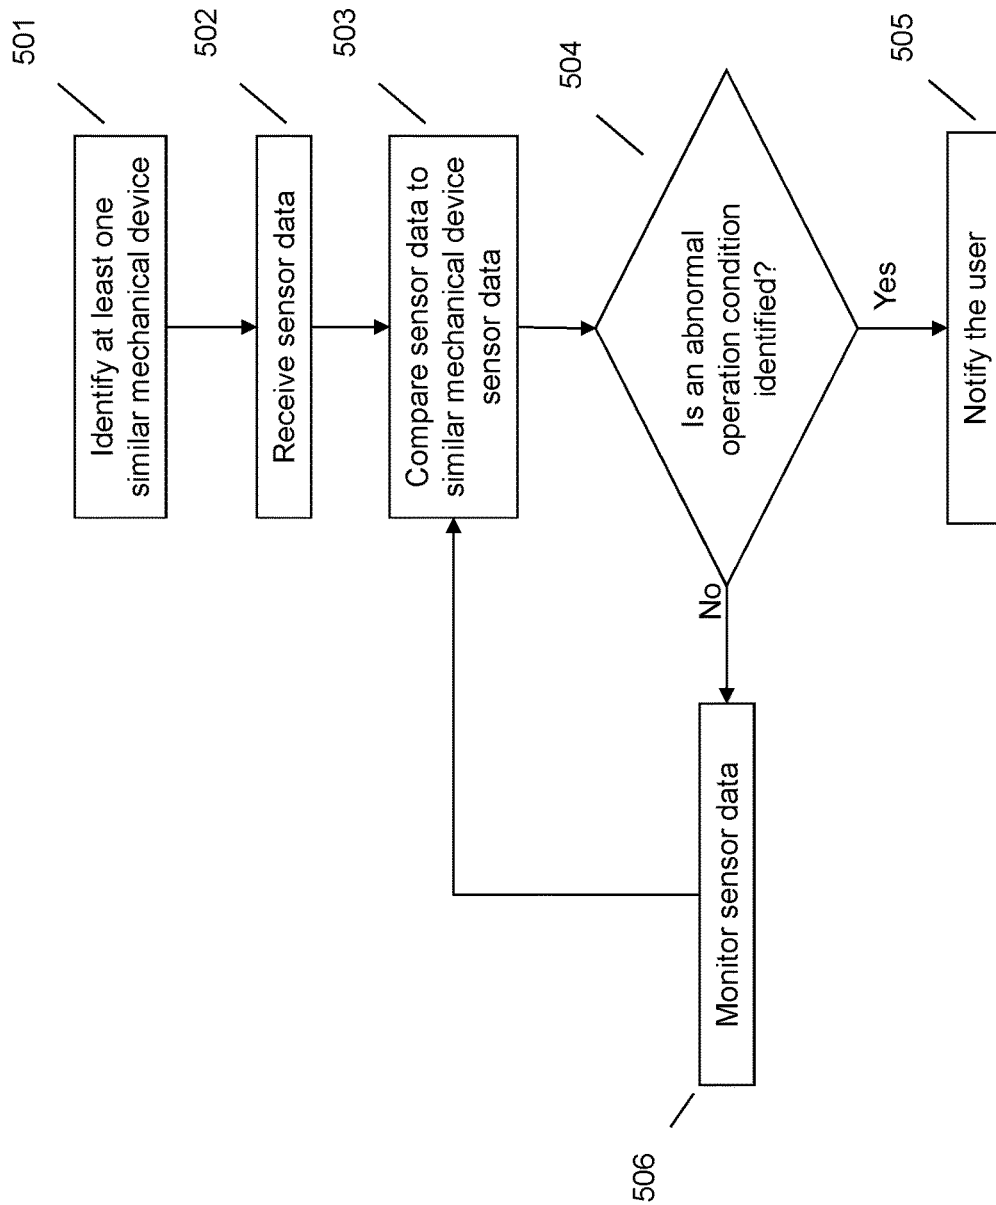 501
Identify at least one
similar mechanical device
502
Receive sensor data
503
Compare sensor data to
similar mechanical device
sensor data
504
Is an abnormal
operation condition
identified?
No
Yes
506
Monitor sensor data
505
Notify the user